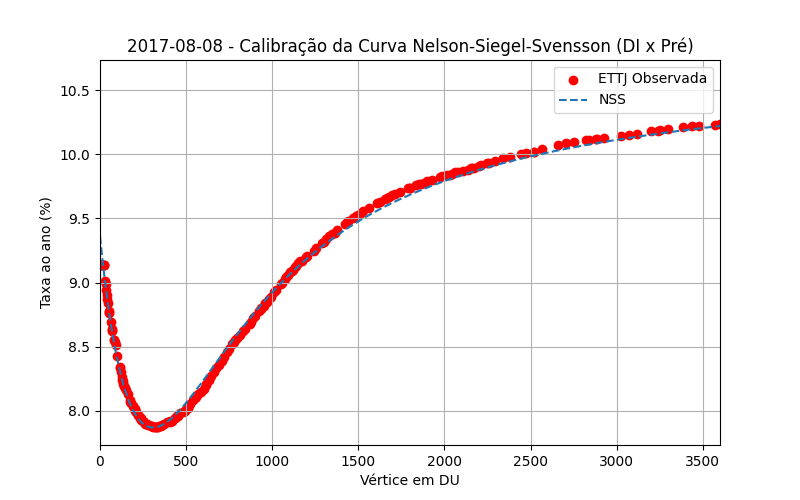 2017-08-08 - Calibração da Curva Nelson-Siegel-Svensson (DI x Pré)
ETTJ Observada
NSS
Taxa ao ano (%)
10.5
10.0
9.5
9.0
8.5
8.0
0 500 1000 1500 2000 2500 3000 3500
Vértice em DU